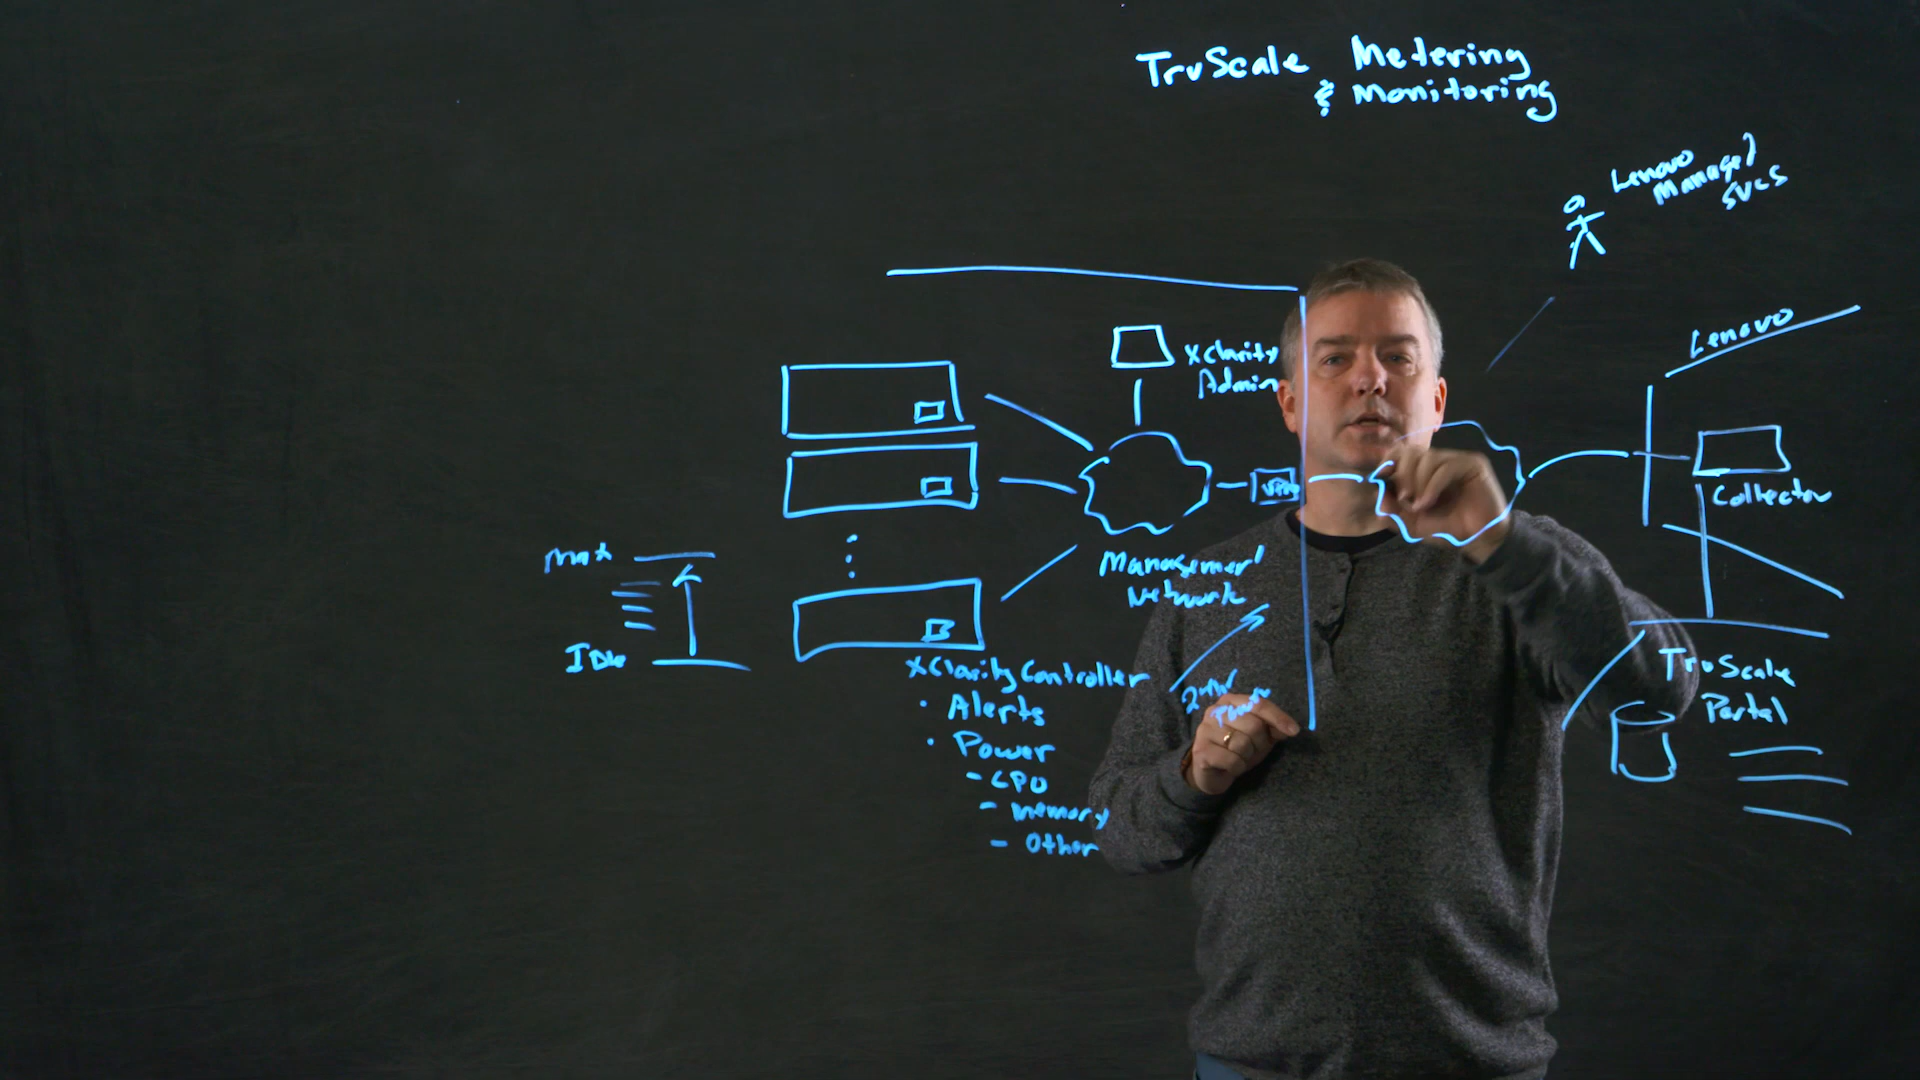 TruScale Metering
& Monitoring
Lenovo
Managed
SVCS
Lenovo
XClarity
Admin
VPN
Collector
Management
Network
Max
Idle
XClarity Controller
• Alerts
• Power
- CPU
- Memory
- Other
TruScale
Portal